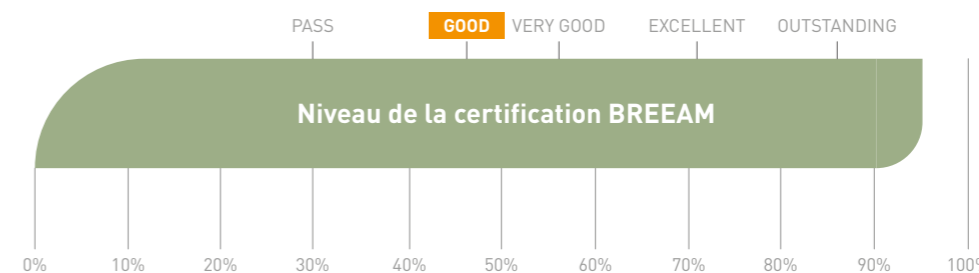 PASS GOOD VERY GOOD EXCELLENT OUTSTANDING
Niveau de la certification BREEAM
0% 10% 20% 30% 40% 50% 60% 70% 80% 90% 100%